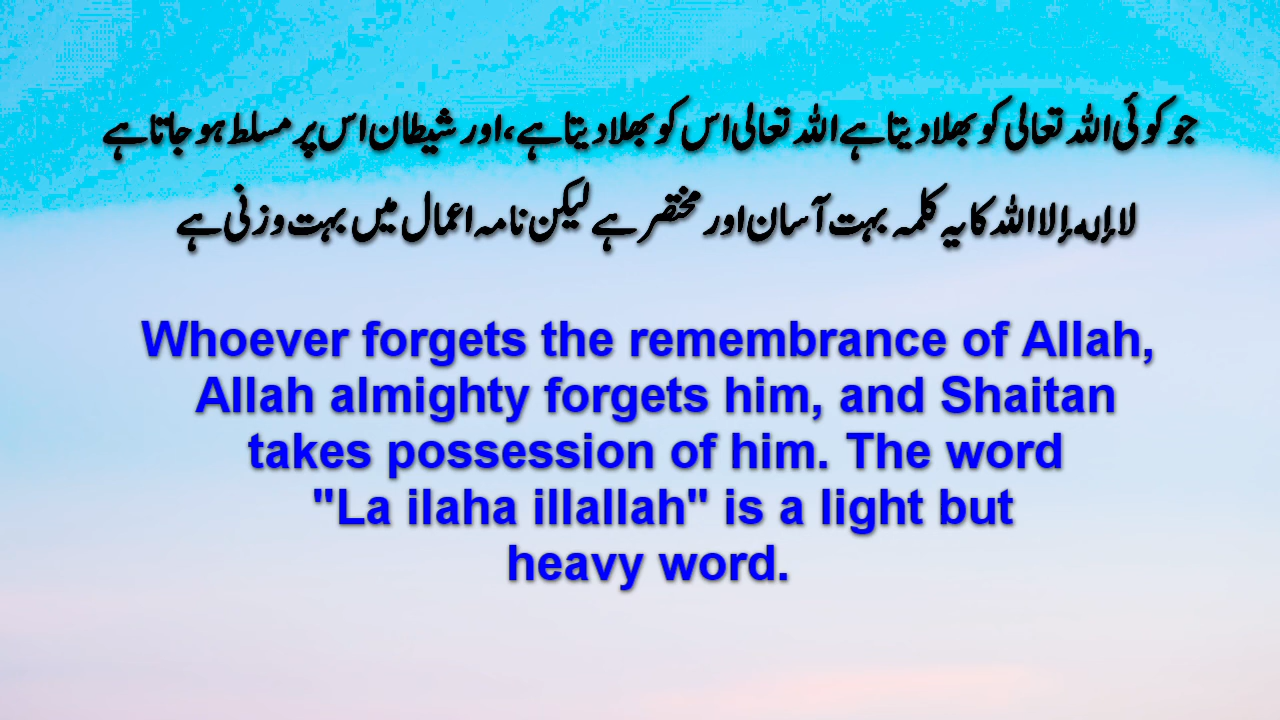 جو کوئی اللہ تعالی کو بھلا دیتا ہے اللہ تعالی اس کو بھلا دیتا ہے، اور شیطان اس پر مسلط ہو جاتا ہے
لا إله إلا اللہ کا یہ کلمہ بہت آسان اور مختصر ہے لیکن نامہ اعمال میں بہت وزنی ہے
Whoever forgets the remembrance of Allah,
Allah almighty forgets him, and Shaitan
takes possession of him. The word
"La ilaha illallah" is a light but
heavy word.